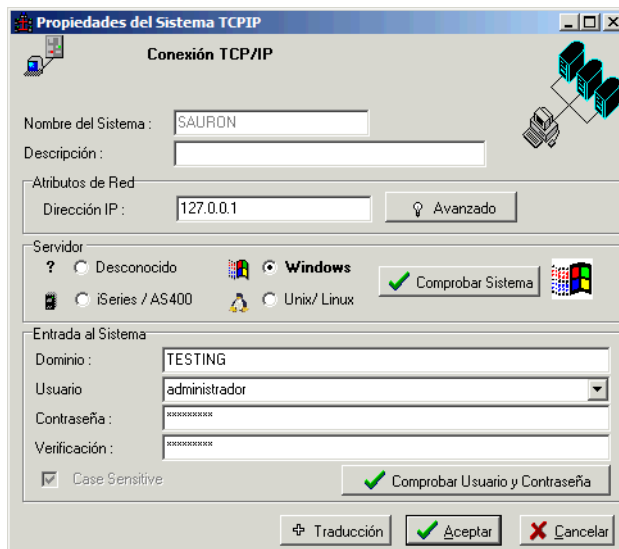 Propiedades del Sistema TCPIP
Conexión TCP/IP
Nombre del Sistema : SAURON
Descripción :
Atributos de Red
Dirección IP : 127.0.0.1 Avanzado
Servidor
? Desconocido Windows Comprobar Sistema
iSeries / AS400 Unix/ Linux
Entrada al Sistema
Dominio : TESTING
Usuario administrador
Contraseña : *********
Verificación : *********
Case Sensitive Comprobar Usuario y Contraseña
Traducción Aceptar Cancelar